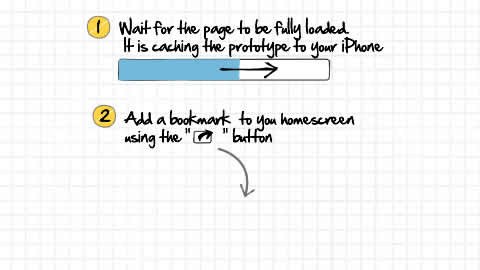 1 Wait for the page to be fully loaded
It is caching the prototype to your iPhone
2 Add a bookmark to you homescreen
using the " " button